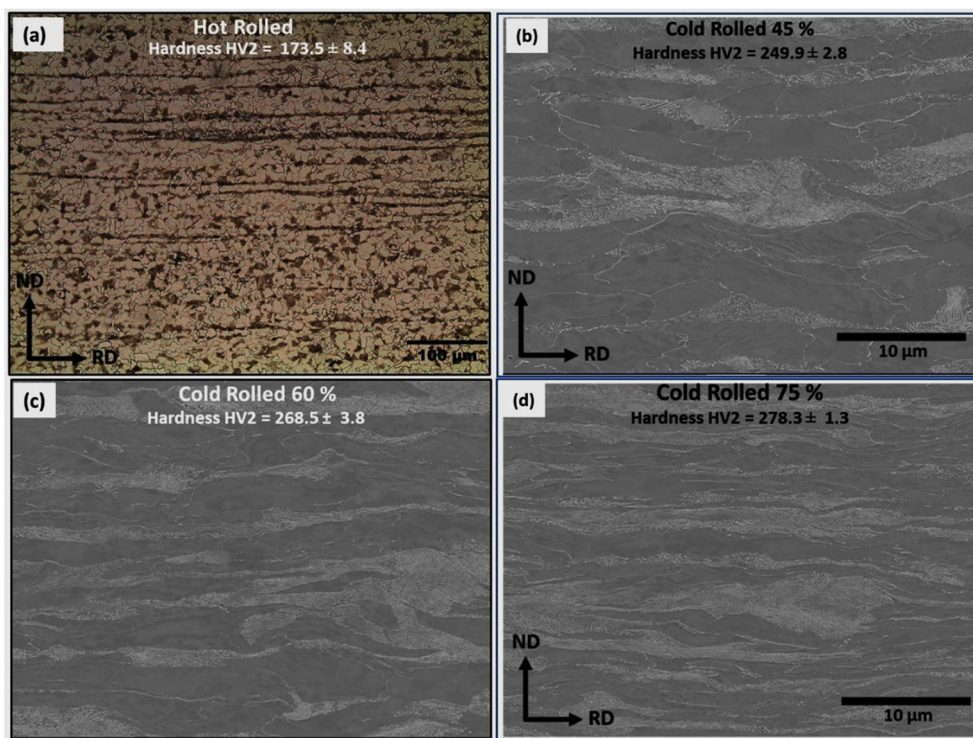 (a)
Hot Rolled
Hardness HV2 = 173.5 ± 8.4
ND
RD
100 µm
(b)
Cold Rolled 45 %
Hardness HV2 = 249.9 ± 2.8
10 µm
(c)
Cold Rolled 60 %
Hardness HV2 = 268.5 ± 3.8
(d)
Cold Rolled 75 %
Hardness HV2 = 278.3 ± 1.3
ND
RD
10 µm